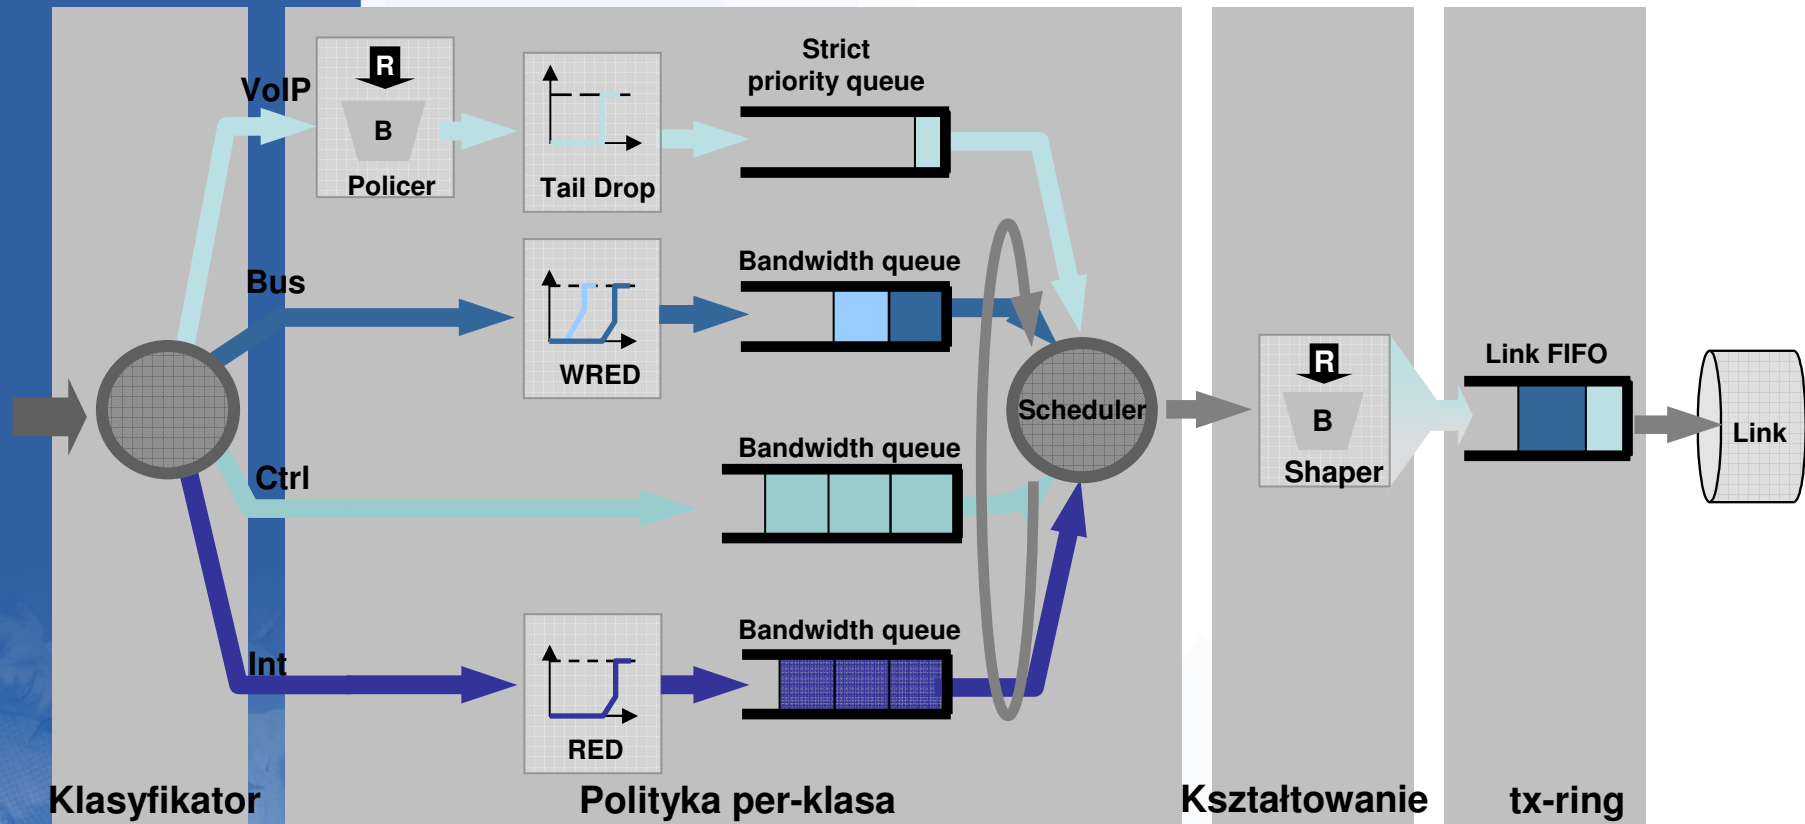 VoIP
R
B
Policer
Tail Drop
Strict
priority queue
Bus
WRED
Bandwidth queue
Scheduler
Ctrl
Bandwidth queue
Int
RED
Bandwidth queue
R
B
Shaper
Link FIFO
Link
Klasyfikator
Polityka per-klasa
Kształtowanie
tx-ring